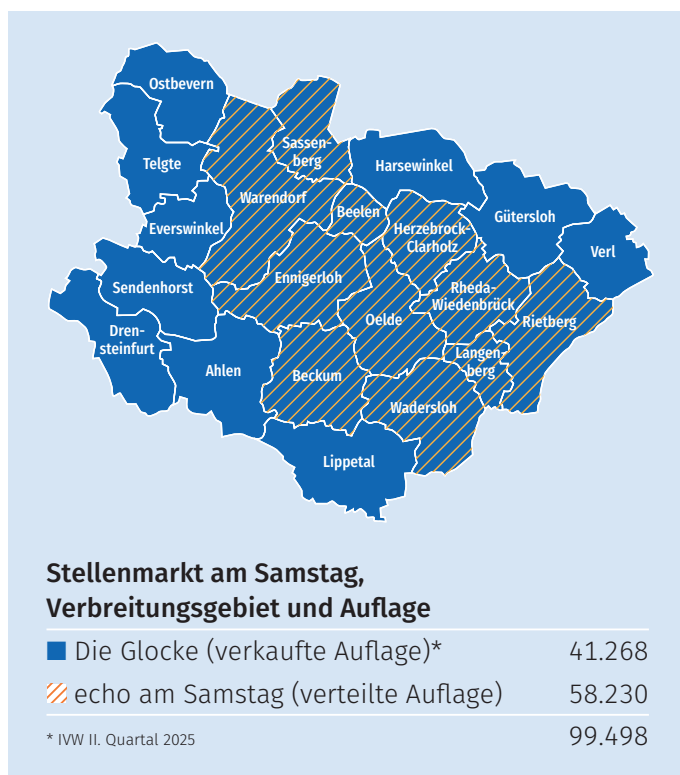 Ostbevern
Sassen-
berg
Telgte
Harsewinkel
Warendorf
Beelen
Gütersloh
Everswinkel
Herzebrock-
Clarholz
Verl
Ennigerloh
Sendenhorst
Rheda-
Wiedenbrück
Oelde
Rietberg
Dren-
steinfurt
Langen-
berg
Ahlen
Beckum
Wadersloh
Lippetal
Stellenmarkt am Samstag,
Verbreitungsgebiet und Auflage
Die Glocke (verkaufte Auflage)* 41.268
echo am Samstag (verteilte Auflage) 58.230
* IVW II. Quartal 2025 99.498